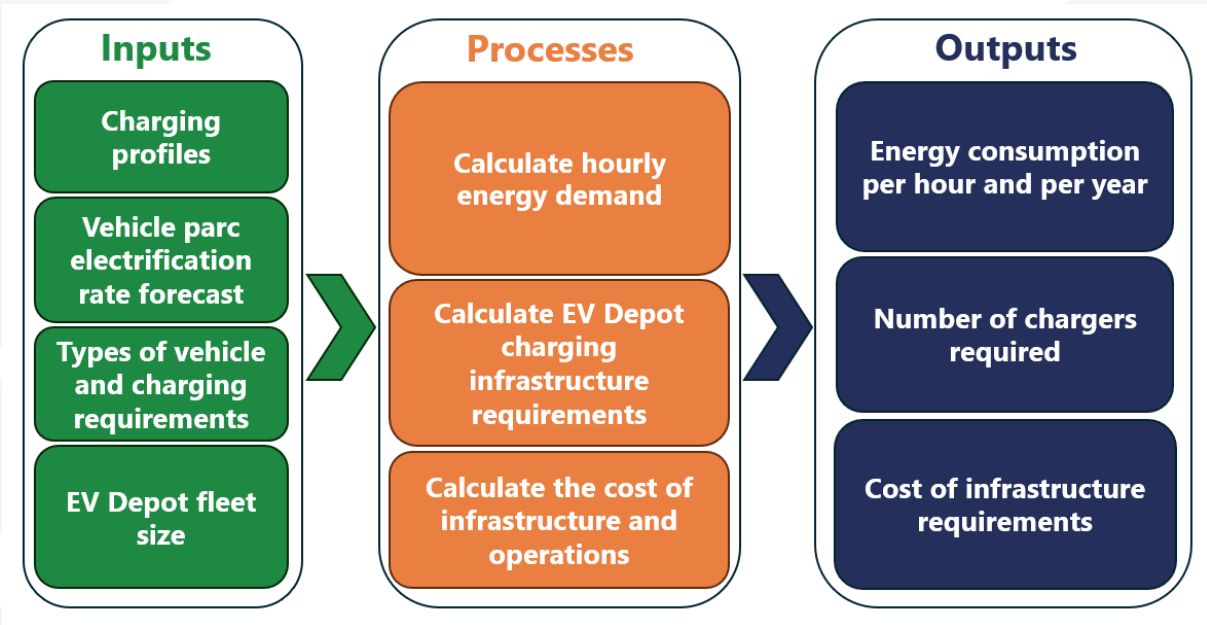 Inputs
Charging
profiles
Vehicle parc
electrification
rate forecast
Types of vehicle
and charging
requirements
EV Depot fleet
size
Processes
Calculate hourly
energy demand
Calculate EV Depot
charging
infrastructure
requirements
Calculate the cost of
infrastructure and
operations
Outputs
Energy consumption
per hour and per year
Number of chargers
required
Cost of infrastructure
requirements